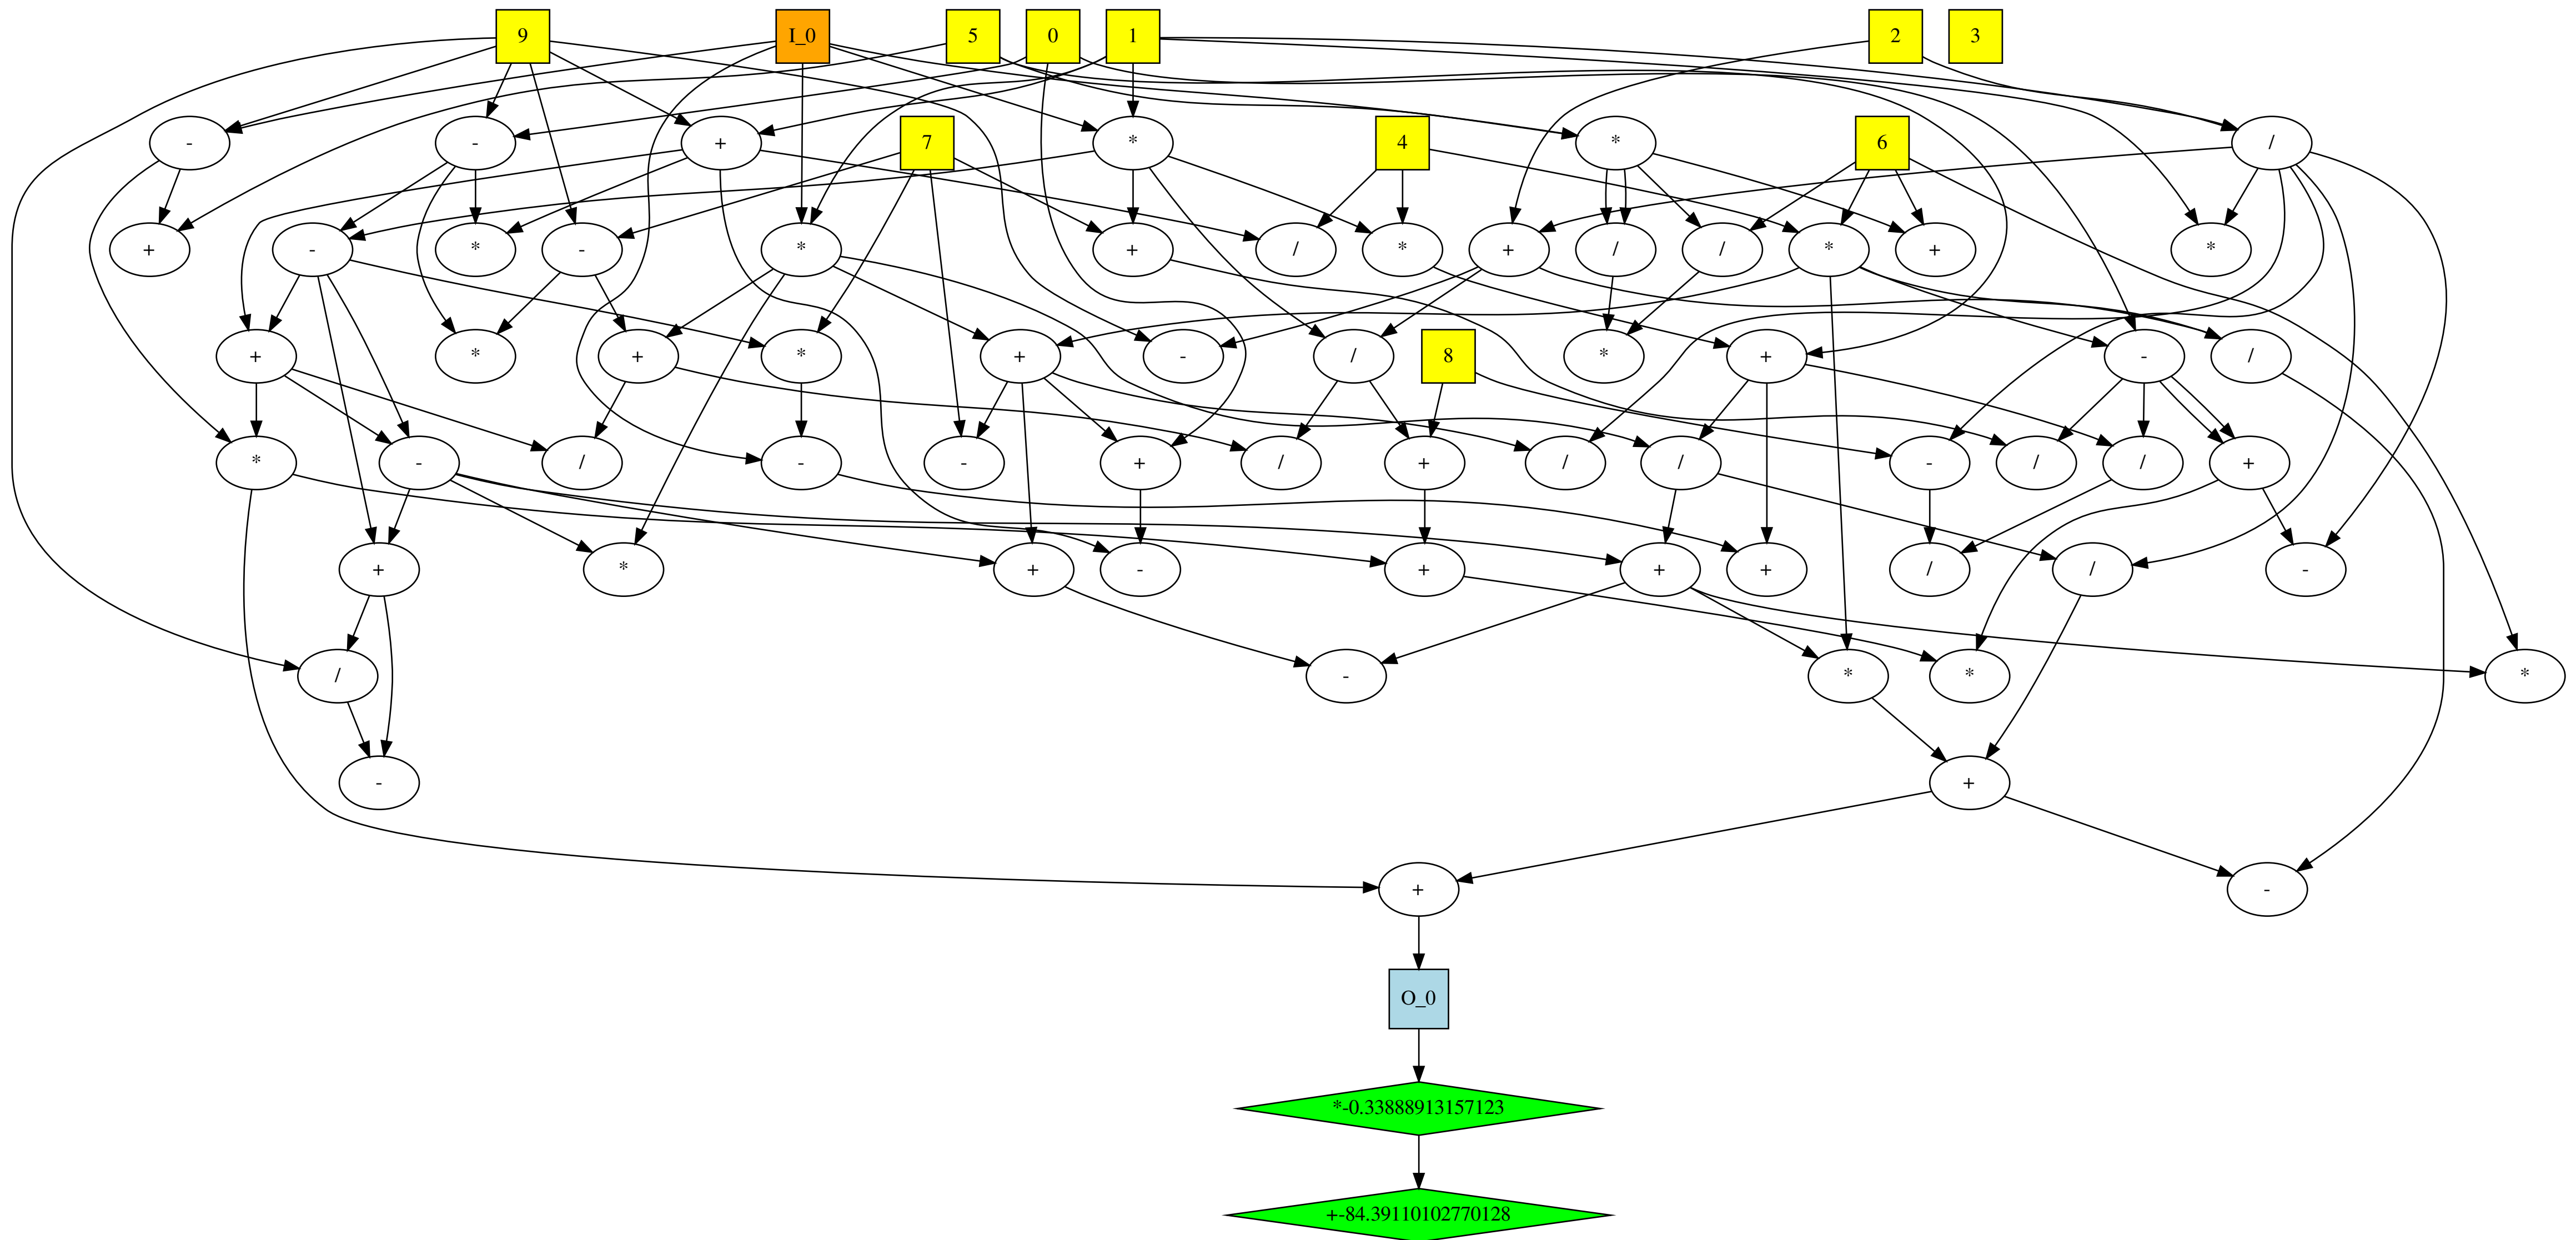 9 I_0 5 0 1 2 3
- - + 7 * 4 * 6 /
+ - * - * + / * + / / * + *
+ * + * + - / 8 * + - /
* - / - - + / + / / - / / +
+ * + - + + + / / -
/ - * * *
- +
+ -
O_0
*-0.33888913157123
+-84.39110102770128